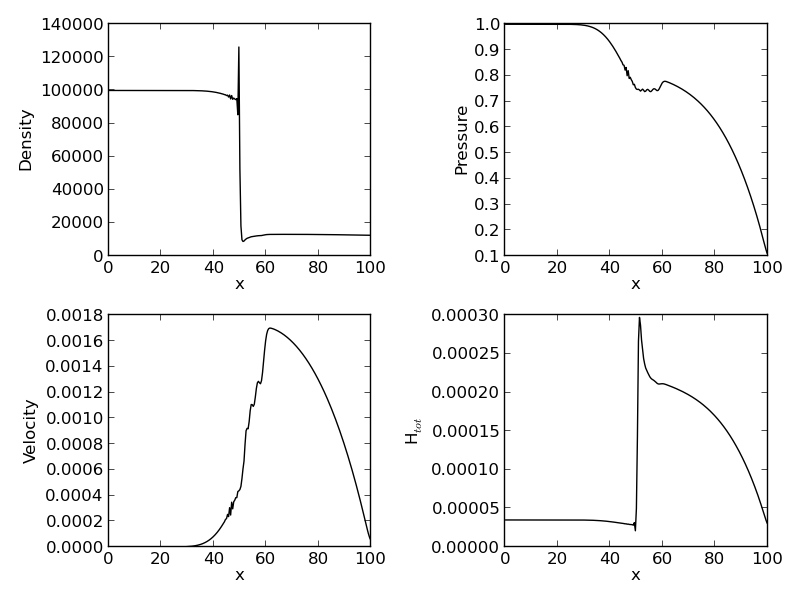 140000
120000
100000
80000
60000
40000
20000
0
Density
0 20 40 60 80 100
x
1.0
0.9
0.8
0.7
0.6
0.5
0.4
0.3
0.2
0.1
Pressure
0 20 40 60 80 100
x
0.0018
0.0016
0.0014
0.0012
0.0010
0.0008
0.0006
0.0004
0.0002
0.0000
Velocity
0 20 40 60 80 100
x
0.00030
0.00025
0.00020
0.00015
0.00010
0.00005
0.00000
H_tot
0 20 40 60 80 100
x